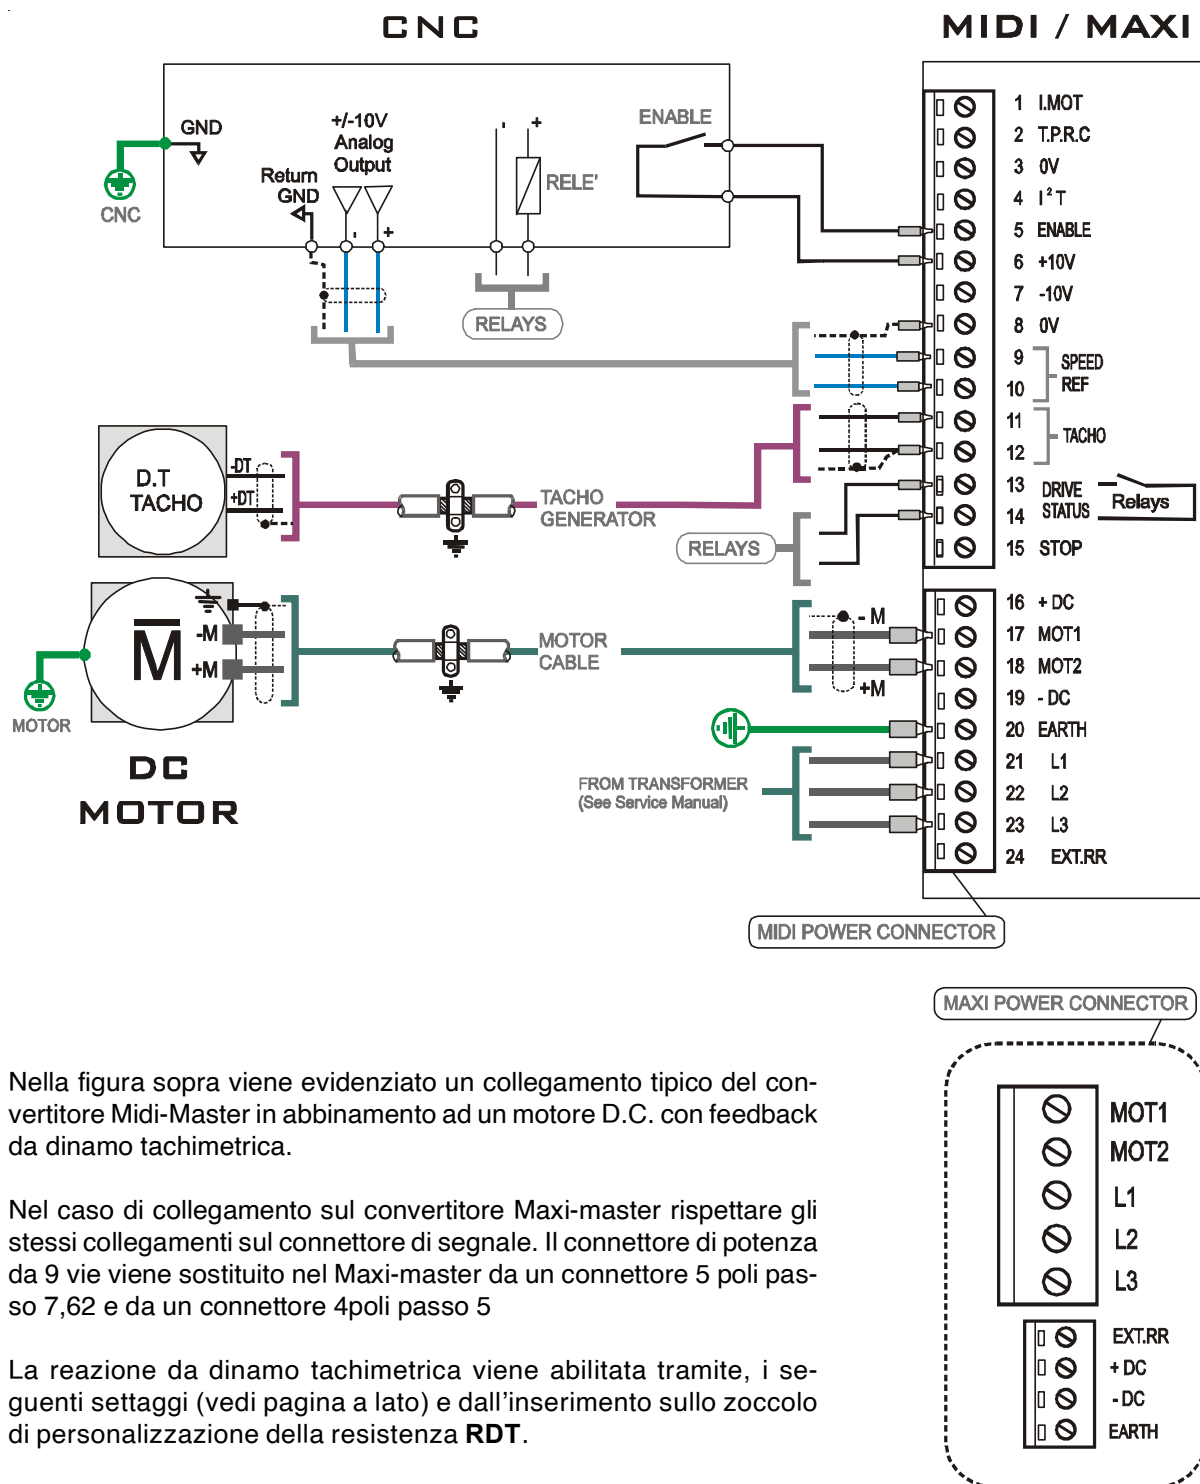 CNC
MIDI / MAXI
GND
CNC
+/-10V
Analog
Output
Return
GND
-
+
-
+
RELE'
ENABLE
RELAYS
1 I.MOT
2 T.P.R.C
3 0V
4 I²T
5 ENABLE
6 +10V
7 -10V
8 0V
9
10
SPEED
REF
11
12
TACHO
13
14
DRIVE
STATUS
Relays
15 STOP
D.T
TACHO
-DT
+DT
TACHO
GENERATOR
RELAYS
16 + DC
17 MOT1
18 MOT2
19 - DC
20 EARTH
21 L1
22 L2
23 L3
24 EXT.RR
M
-M
+M
MOTOR
MOTOR
CABLE
- M
+M
DC
MOTOR
FROM TRANSFORMER
(See Service Manual)
MIDI POWER CONNECTOR
MAXI POWER CONNECTOR
MOT1
MOT2
L1
L2
L3
EXT.RR
+ DC
- DC
EARTH
Nella figura sopra viene evidenziato un collegamento tipico del con-
vertitore Midi-Master in abbinamento ad un motore D.C. con feedback
da dinamo tachimetrica.
Nel caso di collegamento sul convertitore Maxi-master rispettare gli
stessi collegamenti sul connettore di segnale. Il connettore di potenza
da 9 vie viene sostituito nel Maxi-master da un connettore 5 poli pas-
so 7,62 e da un connettore 4poli passo 5
La reazione da dinamo tachimetrica viene abilitata tramite, i se-
guenti settaggi (vedi pagina a lato) e dall'inserimento sullo zoccolo
di personalizzazione della resistenza RDT.